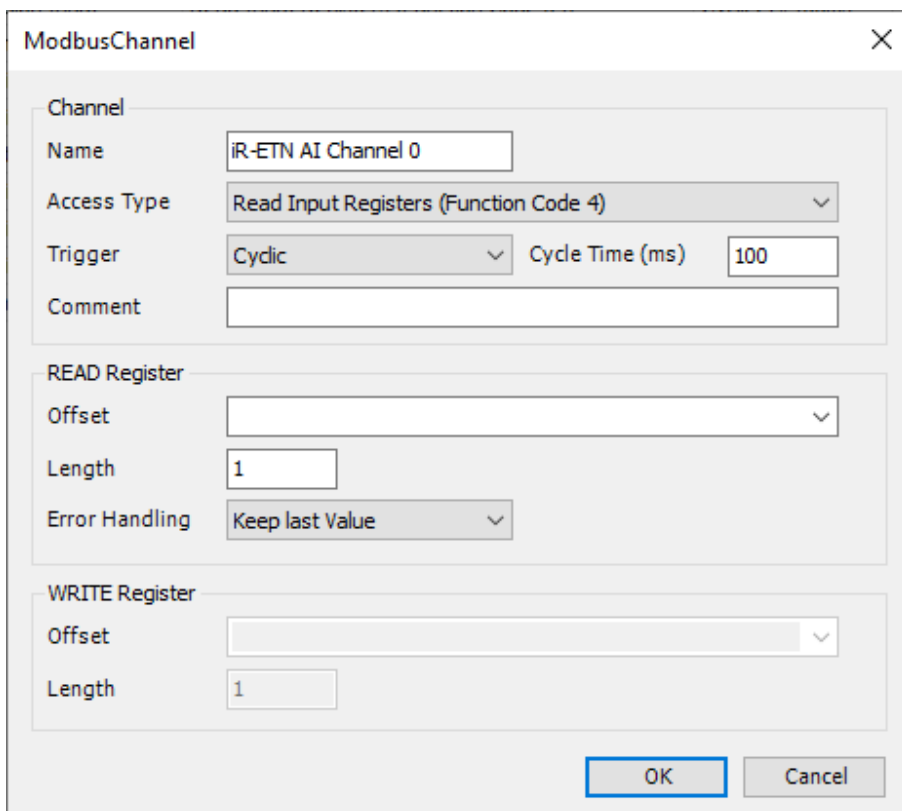 ModbusChannel
Channel
Name iR-ETN AI Channel 0
Access Type Read Input Registers (Function Code 4)
Trigger Cyclic Cycle Time (ms) 100
Comment
READ Register
Offset
Length 1
Error Handling Keep last Value
WRITE Register
Offset
Length 1
OK Cancel